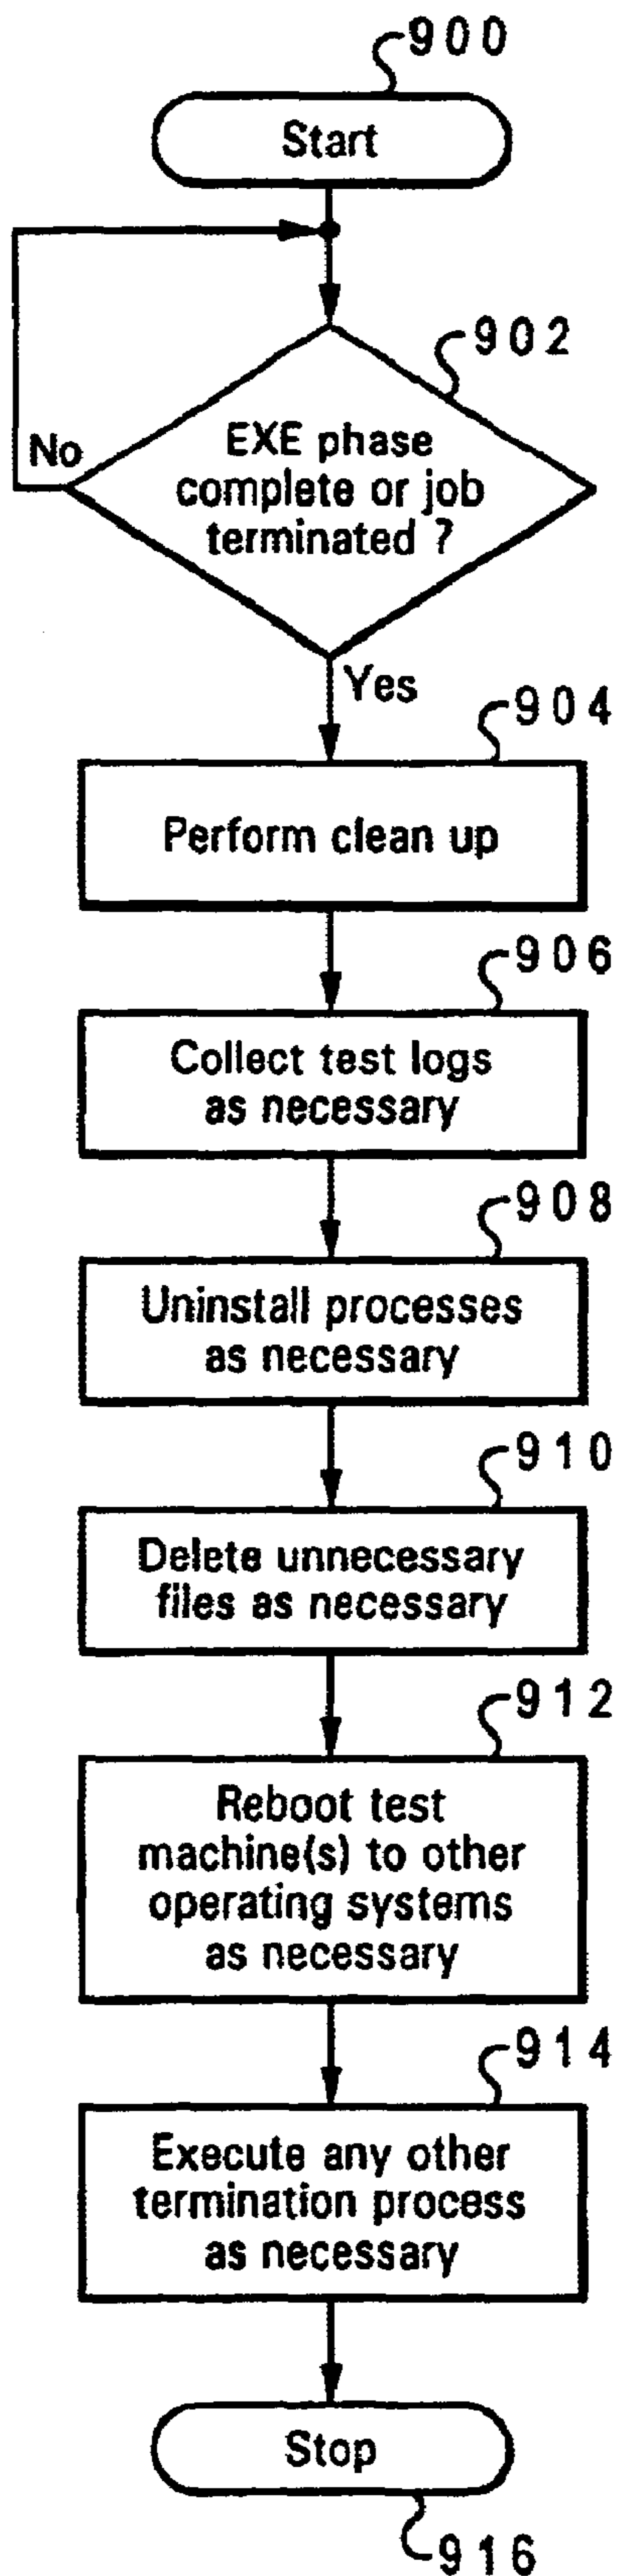 900
Start
902
EXE phase
complete or job
terminated ?
No
Yes
904
Perform clean up
906
Collect test logs
as necessary
908
Uninstall processes
as necessary
910
Delete unnecessary
files as necessary
912
Reboot test
machine(s) to other
operating systems
as necessary
914
Execute any other
termination process
as necessary
Stop
916